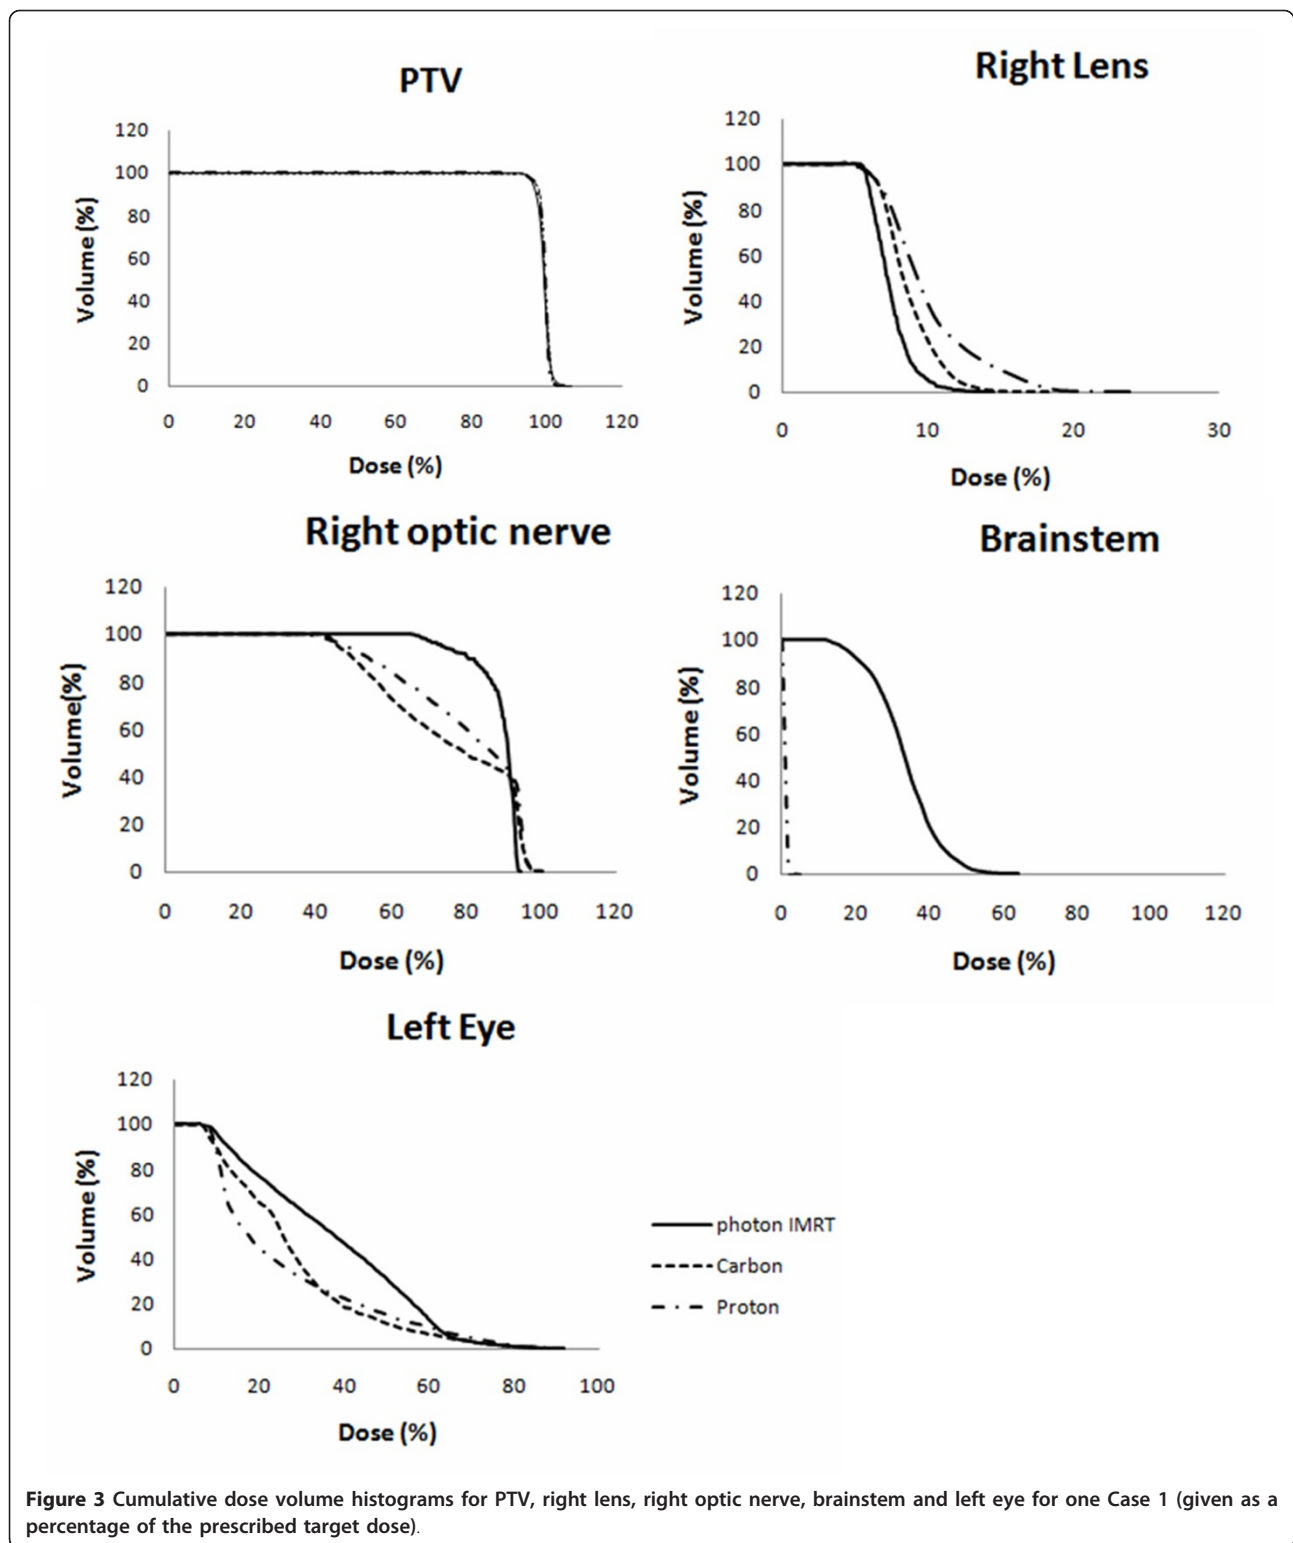 PTV
120
100
80
60
40
20
0
Volume (%)
0 20 40 60 80 100 120
Dose (%)
Right Lens
120
100
80
60
40
20
0
Volume (%)
0 10 20 30
Dose (%)
Right optic nerve
120
100
80
60
40
20
0
Volume(%)
0 20 40 60 80 100 120
Dose (%)
Brainstem
120
100
80
60
40
20
0
Volume (%)
0 20 40 60 80 100 120
Dose (%)
Left Eye
120
100
80
60
40
20
0
Volume (%)
0 20 40 60 80 100
Dose (%)
photon IMRT
Carbon
Proton
Figure 3 Cumulative dose volume histograms for PTV, right lens, right optic nerve, brainstem and left eye for one Case 1 (given as a
percentage of the prescribed target dose).